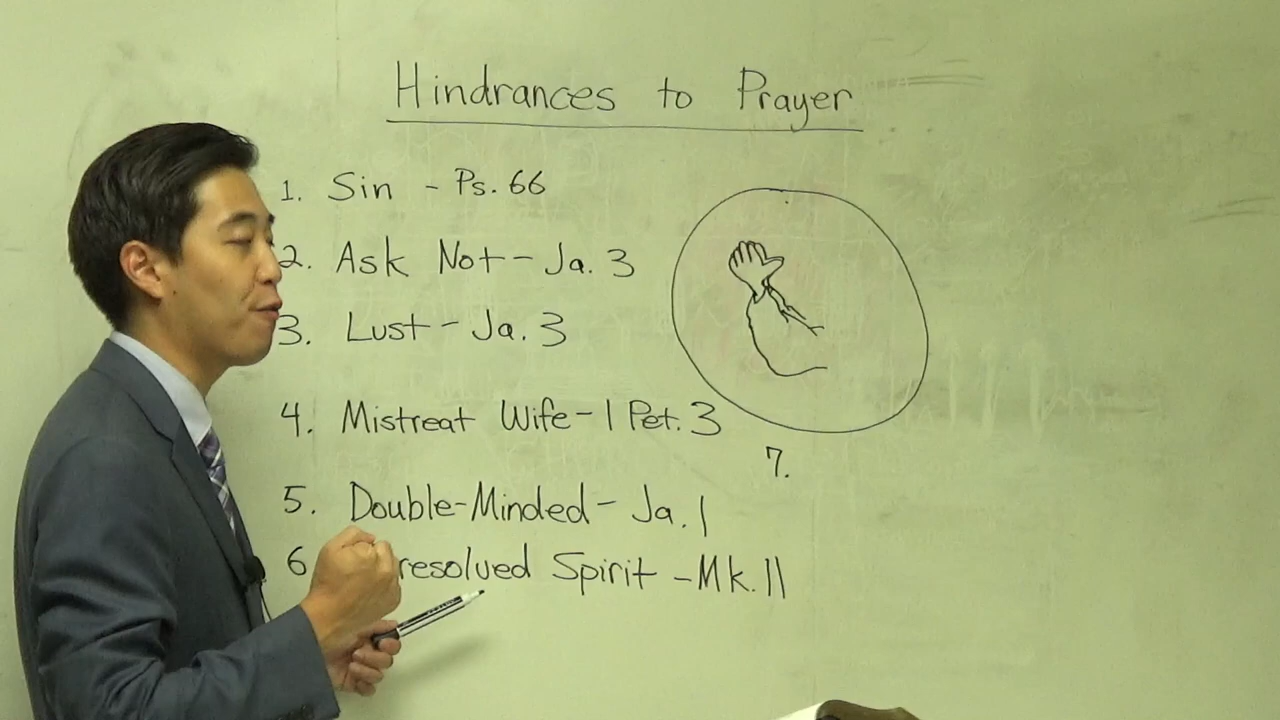 Hindrances to Prayer
1. Sin - Ps. 66
2. Ask Not - Ja. 3
3. Lust - Ja. 3
4. Mistreat Wife - 1 Pet. 3
5. Double-Minded - Ja. 1
6 resolved Spirit - Mk. 11
7.